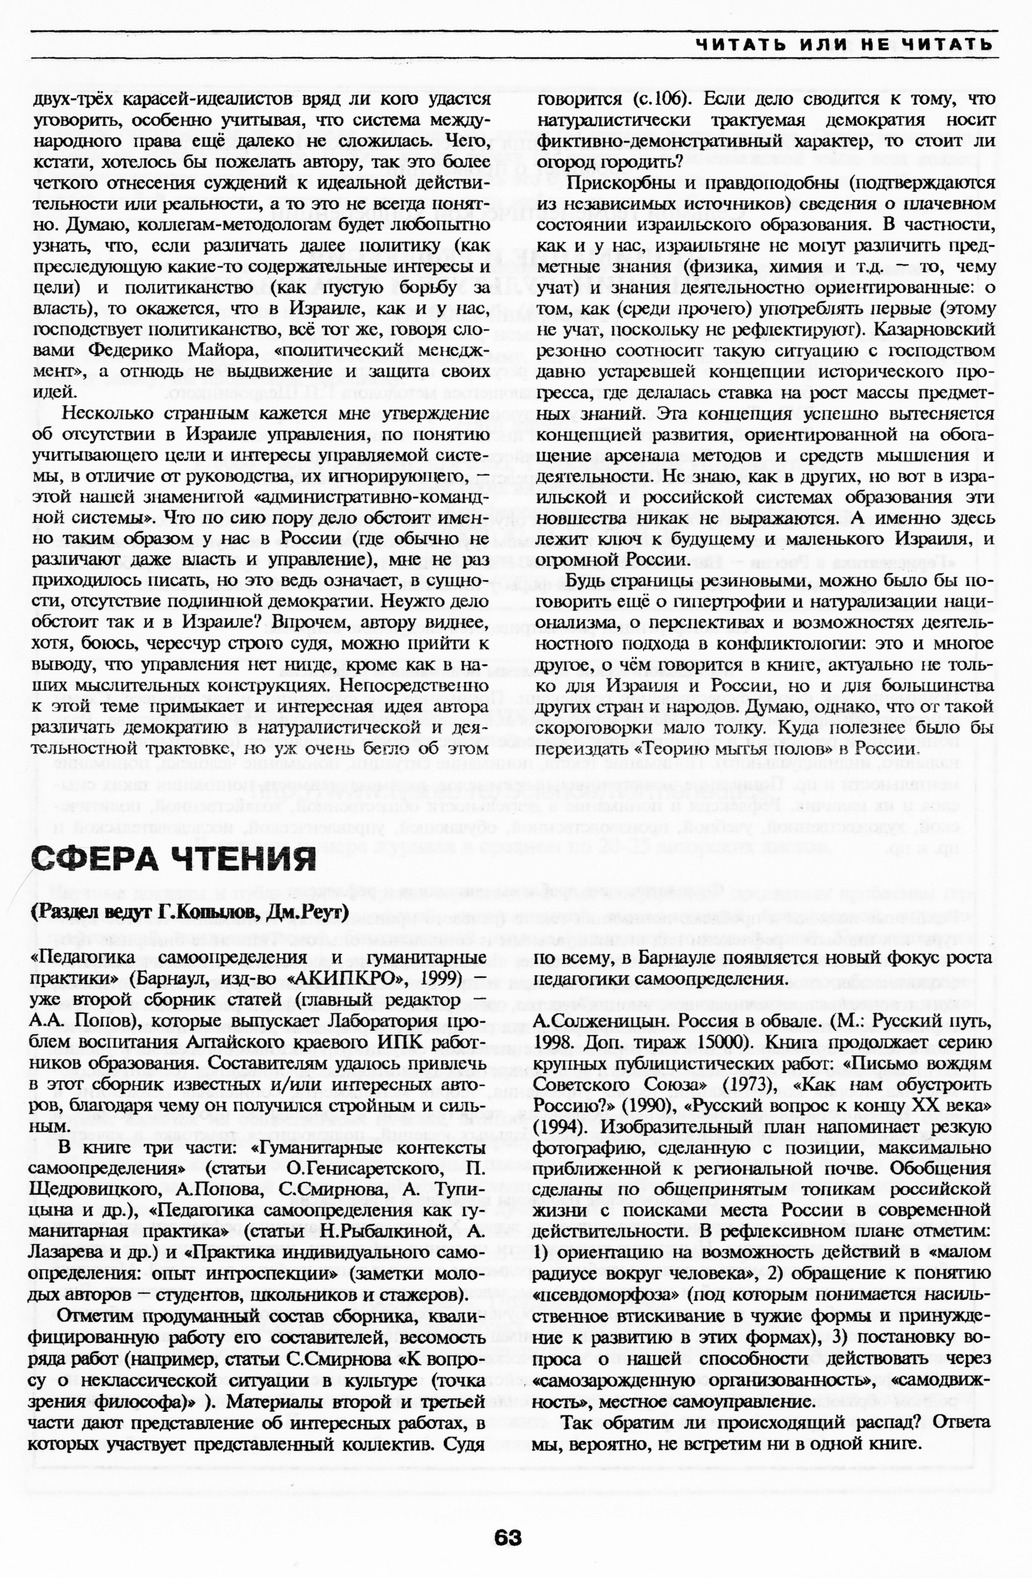 ЧИТАТЬ ИЛИ НЕ ЧИТАТЬ
двух-трёх карасей-идеалистов вряд ли кого удастся
уговорить, особенно учитывая, что система между-
народного права ещё далеко не сложилась. Чего,
кстати, хотелось бы пожелать автору, так это более
четкого отнесения суждений к идеальной действи-
тельности или реальности, а то это не всегда понят-
но. Думаю, коллегам-методологам будет любопытно
узнать, что, если различать далее политику (как
преследующую какие-то содержательные интересы и
цели) и политиканство (как пустую борьбу за
власть), то окажется, что в Израиле, как и у нас,
господствует политиканство, всё тот же, говоря сло-
вами Федерико Майора, «политический менедж-
мент», а отнюдь не выдвижение и защита своих
идей.
Несколько странным кажется мне утверждение
об отсутствии в Израиле управления, по понятию
учитывающего цели и интересы управляемой систе-
мы, в отличие от руководства, их игнорирующего, —
этой нашей знаменитой «административно-команд-
ной системы». Что по сию пору дело обстоит имен-
но таким образом у нас в России (где обычно не
различают даже власть и управление), мне не раз
приходилось писать, но это ведь означает, в сущно-
сти, отсутствие подлинной демократии. Неужто дело
обстоит так и в Израиле? Впрочем, автору виднее,
хотя, боюсь, чересчур строго судя, можно прийти к
выводу, что управления нет нигде, кроме как в на-
ших мыслительных конструкциях. Непосредственно
к этой теме примыкает и интересная идея автора
различать демократию в натуралистической и дея-
тельностной трактовке, но уж очень бегло об этом
говорится (с.106). Если дело сводится к тому, что
натуралистически трактуемая демократия носит
фиктивно-демонстративный характер, то стоит ли
огород городить?
Прискорбны и правдоподобны (подтверждаются
из независимых источников) сведения о плачевном
состоянии израильского образования. В частности,
как и у нас, израильтяне не могут различить пред-
метные знания (физика, химия и т.д. — то, чему
учат) и знания деятельностно ориентированные: о
том, как (среди прочего) употреблять первые (этому
не учат, поскольку не рефлектируют). Казарновский
резонно соотносит такую ситуацию с господством
давно устаревшей концепции исторического про-
гресса, где делалась ставка на рост массы предмет-
ных знаний. Эта концепция успешно вытесняется
концепцией развития, ориентированной на обога-
щение арсенала методов и средств мышления и
деятельности. Не знаю, как в других, но вот в изра-
ильской и российской системах образования эти
новшества никак не выражаются. А именно здесь
лежит ключ к будущему и маленького Израиля, и
огромной России.
Будь страницы резиновыми, можно было бы по-
говорить ещё о гипертрофии и натурализации наци-
онализма, о перспективах и возможностях деятель-
ностного подхода в конфликтологии: это и многое
другое, о чём говорится в книге, актуально не толь-
ко для Израиля и России, но и для большинства
других стран и народов. Думаю, однако, что от такой
скороговорки мало толку. Куда полезнее было бы
переиздать «Теорию мытья полов» в России.
СФЕРА ЧТЕНИЯ
(Раздел ведут Г.Копылов, Дм.Реут)
«Педагогика самоопределения и гуманитарные
практики» (Барнаул, изд-во «АКИПКРО», 1999) —
уже второй сборник статей (главный редактор —
А.А. Попов), которые выпускает Лаборатория про-
блем воспитания Алтайского краевого ИПК работ-
ников образования. Составителям удалось привлечь
в этот сборник известных и/или интересных авто-
ров, благодаря чему он получился стройным и силь-
ным.
В книге три части: «Гуманитарные контексты
самоопределения» (статьи О.Генисаретского, П.
Щедровицкого, А.Попова, С.Смирнова, А. Тупи-
цына и др.), «Педагогика самоопределения как гу-
манитарная практика» (статьи Н.Рыбалкиной, А.
Лазарева и др.) и «Практика индивидуального само-
определения: опыт интроспекции» (заметки моло-
дых авторов — студентов, школьников и стажеров).
Отметим продуманный состав сборника, квали-
фицированную работу его составителей, весомость
ряда работ (например, статьи С.Смирнова «К вопро-
су о неклассической ситуации в культуре (точка
зрения философа)» ). Материалы второй и третьей
части дают представление об интересных работах, в
которых участвует представленный коллектив. Судя
по всему, в Барнауле появляется новый фокус роста
педагогики самоопределения.
А.Солженицын. Россия в обвале. (М.: Русский путь,
1998. Доп. тираж 15000). Книга продолжает серию
крупных публицистических работ: «Письмо вождям
Советского Союза» (1973), «Как нам обустроить
Россию?» (1990), «Русский вопрос к концу XX века»
(1994). Изобразительный план напоминает резкую
фотографию, сделанную с позиции, максимально
приближенной к региональной почве. Обобщения
сделаны по общепринятым топикам российской
жизни с поисками места России в современной
действительности. В рефлексивном плане отметим:
1) ориентацию на возможность действий в «малом
радиусе вокруг человека», 2) обращение к понятию
«псевдоморфоза» (под которым понимается насиль-
ственное втискивание в чужие формы и принужде-
ние к развитию в этих формах), 3) постановку во-
проса о нашей способности действовать через
«самозарожденную организованность», «самодвиж-
ность», местное самоуправление.
Так обратим ли происходящий распад? Ответа
мы, вероятно, не встретим ни в одной книге.
63